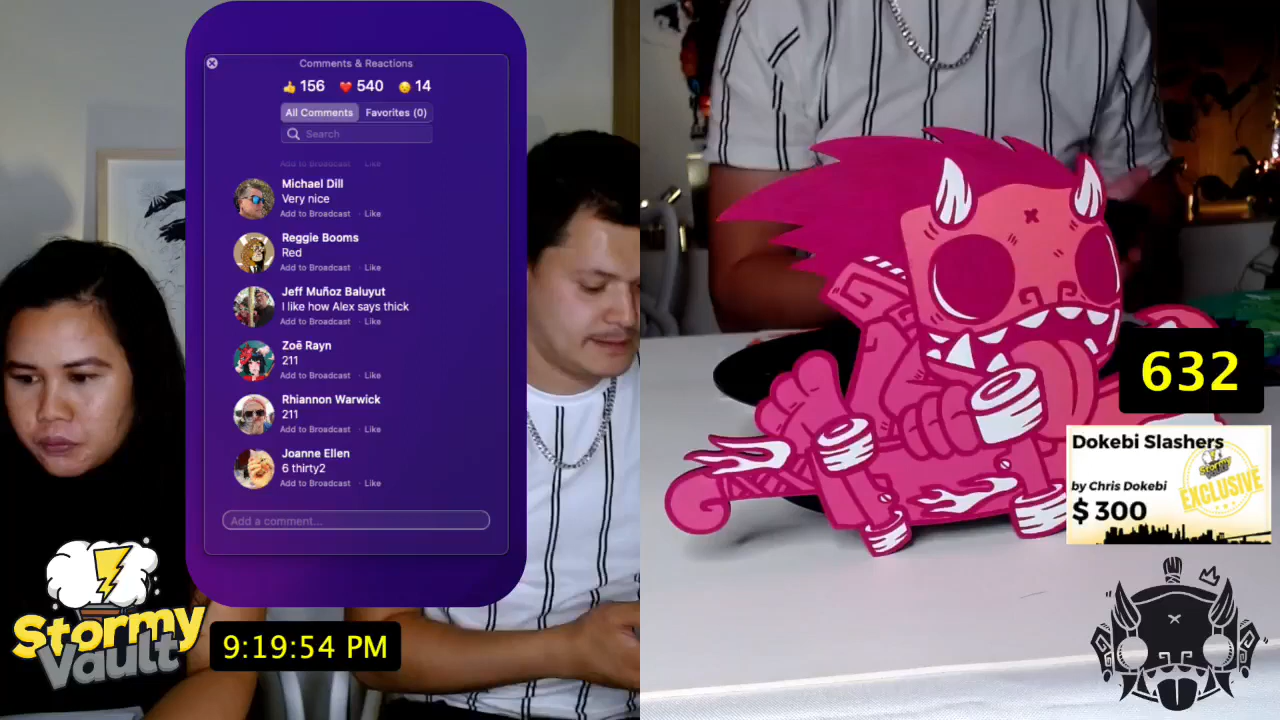 Comments & Reactions
156 540 14
All Comments Favorites (0)
Search
Add to Broadcast · Like
Michael Dill
Very nice
Add to Broadcast · Like
Reggie Booms
Red
Add to Broadcast · Like
Jeff Muñoz Baluyut
I like how Alex says thick
Add to Broadcast · Like
Zoē Rayn
211
Add to Broadcast · Like
Rhiannon Warwick
211
Add to Broadcast · Like
Joanne Ellen
6 thirty2
Add to Broadcast · Like
Add a comment...
Stormy
Vault
9:19:54 PM
632
Dokebi Slashers
Stormy
EXCLUSIVE
by Chris Dokebi
$ 300